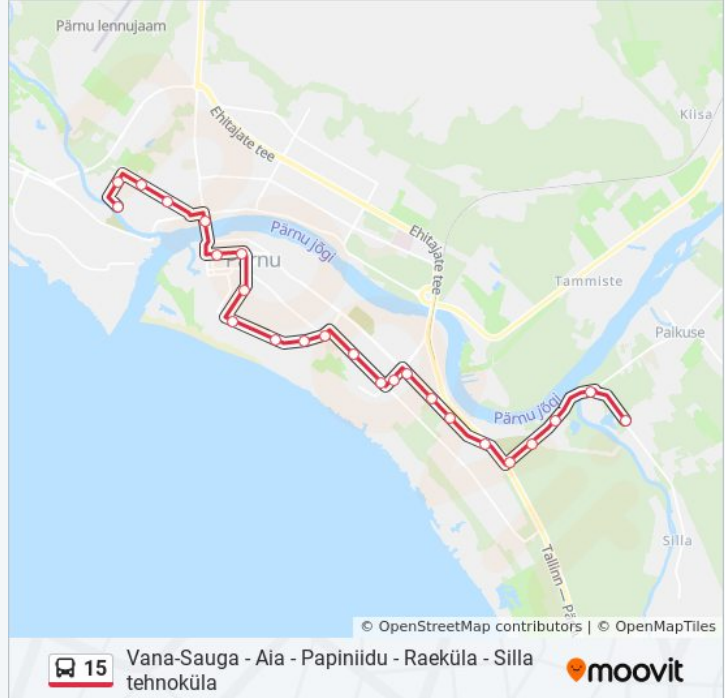 Pärnu lennujaam
Kiisa
Ehitajate tee
Pärnu jõgi
Ehitajate tee
Pärnu
Tammiste
Paikuse
Pärnu jõgi
Silla
Tallinn — Pä
© OpenStreetMap contributors | © OpenMapTiles
15
Vana-Sauga - Aia - Papiniidu - Raeküla - Silla
tehnoküla
moovit